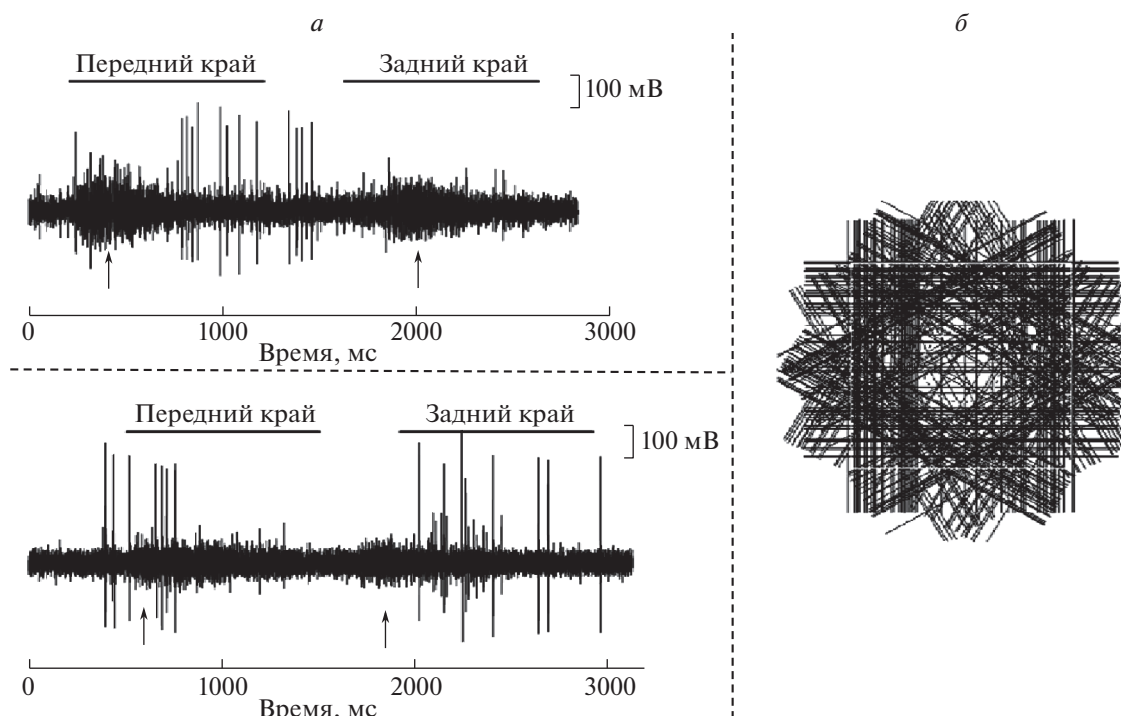 а
Передний край
Задний край
100 мВ
0 1000 2000 3000
Время, мс
Передний край
Задний край
100 мВ
0 1000 2000 3000
Время, мс
б